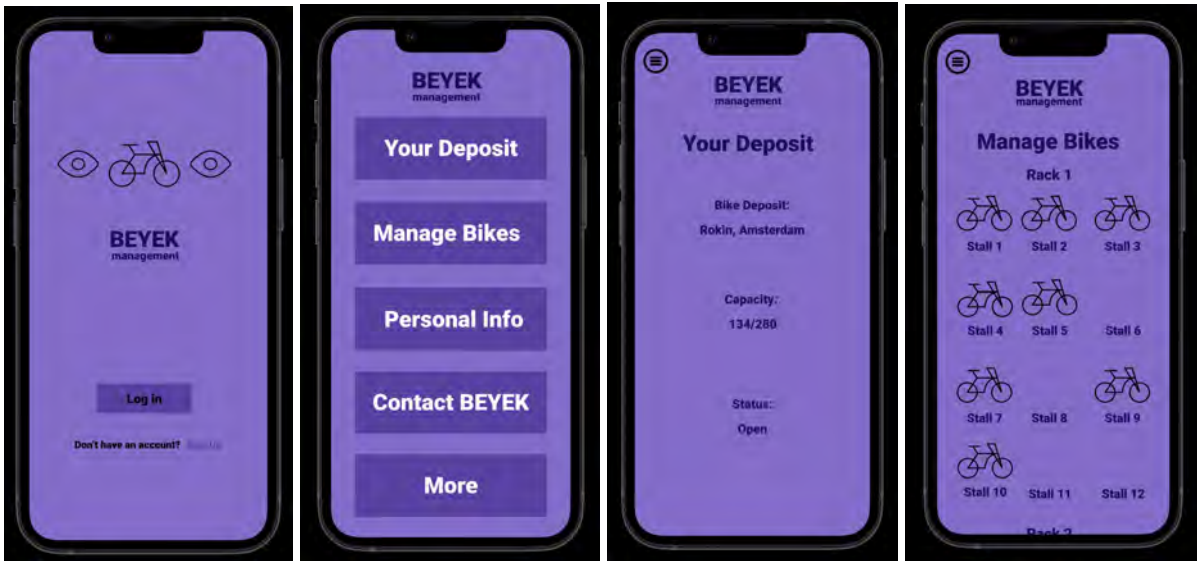 BEYEK
management
Log in
Don't have an account?
BEYEK
management
Your Deposit
Manage Bikes
Personal Info
Contact BEYEK
More
BEYEK
management
Your Deposit
Bike Deposit:
Rokin, Amsterdam
Capacity:
134/280
Status:
Open
BEYEK
management
Manage Bikes
Rack 1
Stall 1 Stall 2 Stall 3
Stall 4 Stall 5 Stall 6
Stall 7 Stall 8 Stall 9
Stall 10 Stall 11 Stall 12
Rack 2